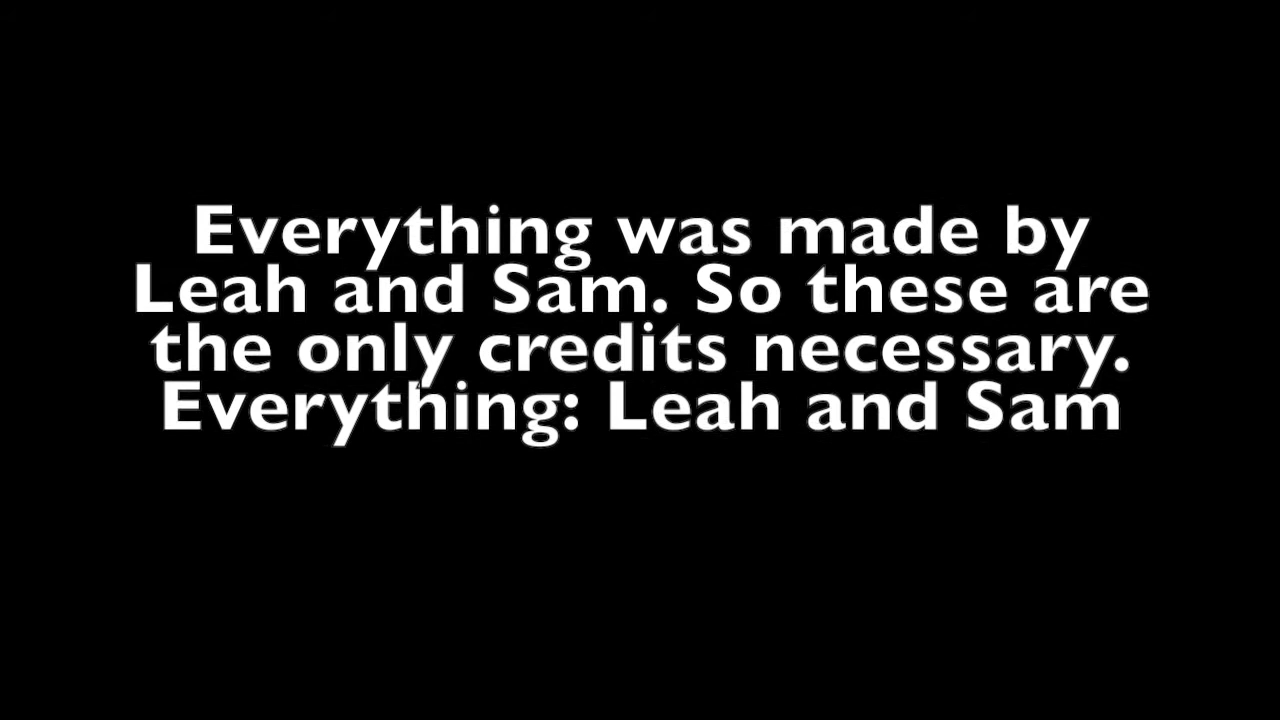 Everything was made by
Leah and Sam. So these are
the only credits necessary.
Everything: Leah and Sam